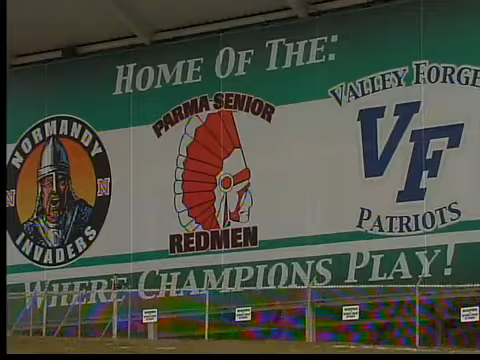 HOME OF THE:
NORMANDY
N N
INVADERS
PARMA SENIOR
REDMEN
VALLEY FORGE
VF
PATRIOTS
WHERE CHAMPIONS PLAY!